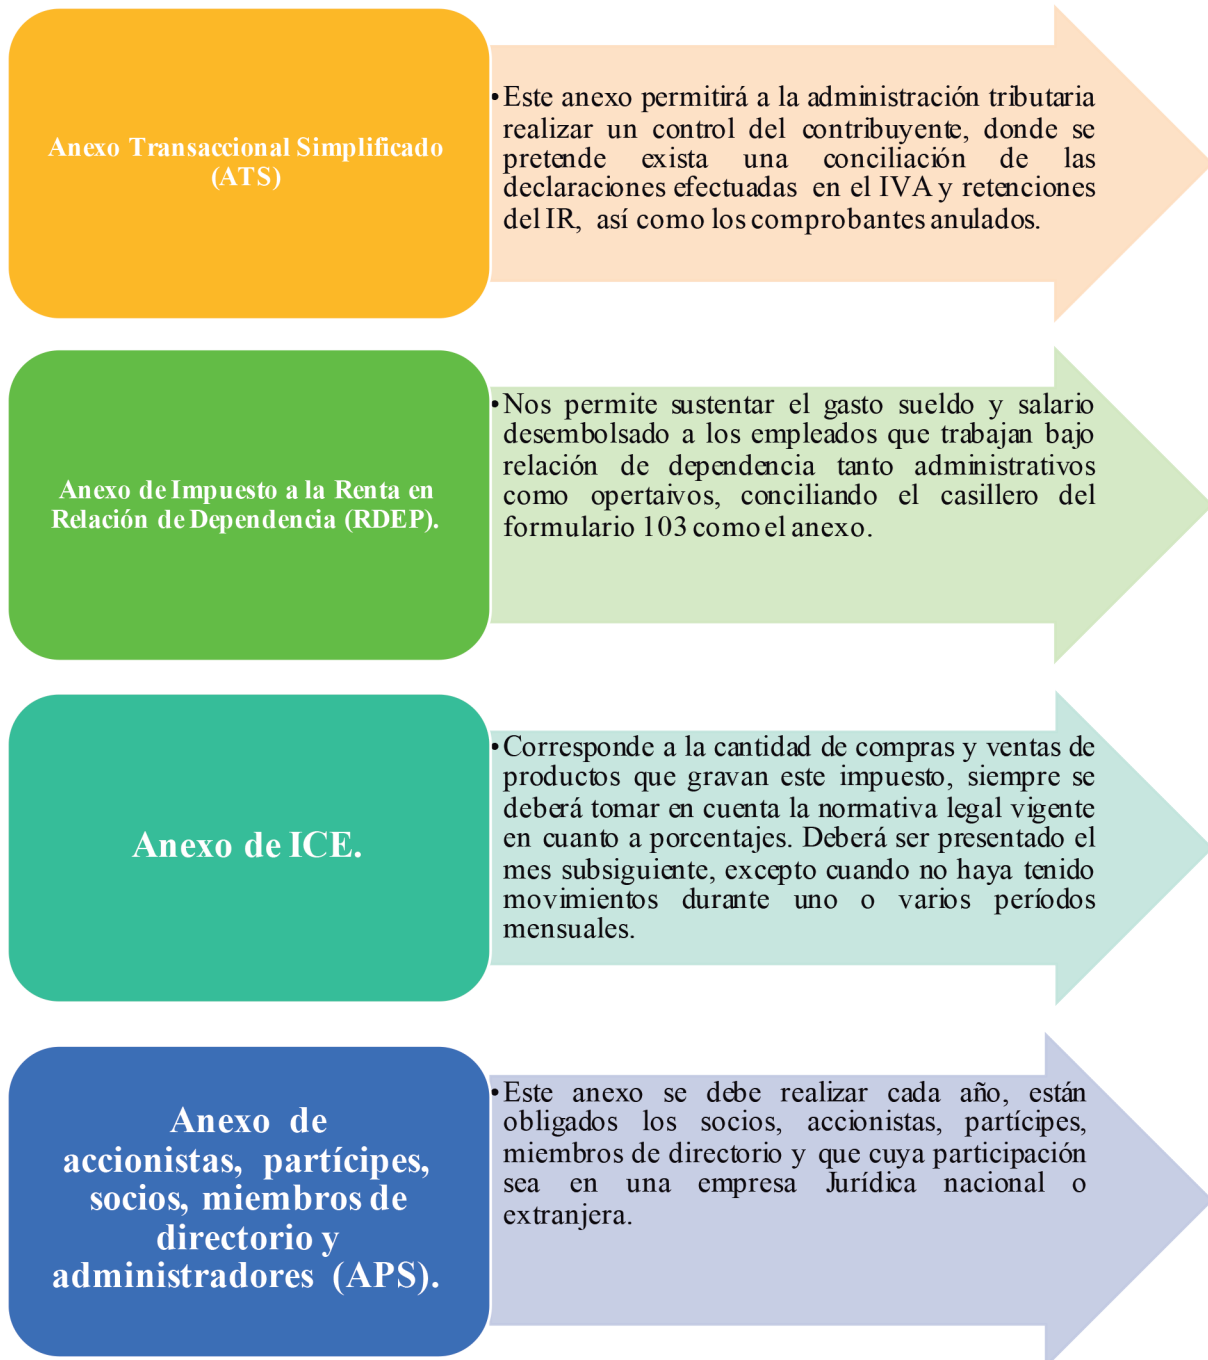 Anexo Transaccional Simplificado
(ATS)
•Este anexo permitirá a la administración tributaria
realizar un control del contribuyente, donde se
pretende exista una conciliación de las
declaraciones efectuadas en el IVA y retenciones
del IR, así como los comprobantes anulados.
Anexo de Impuesto a la Renta en
Relación de Dependencia (RDEP).
•Nos permite sustentar el gasto sueldo y salario
desembolsado a los empleados que trabajan bajo
relación de dependencia tanto administrativos
como opertaivos, conciliando el casillero del
formulario 103 como el anexo.
Anexo de ICE.
•Corresponde a la cantidad de compras y ventas de
productos que gravan este impuesto, siempre se
deberá tomar en cuenta la normativa legal vigente
en cuanto a porcentajes. Deberá ser presentado el
mes subsiguiente, excepto cuando no haya tenido
movimientos durante uno o varios períodos
mensuales.
Anexo de
accionistas, partícipes,
socios, miembros de
directorio y
administradores (APS).
•Este anexo se debe realizar cada año, están
obligados los socios, accionistas, partícipes,
miembros de directorio y que cuya participación
sea en una empresa Jurídica nacional o
extranjera.